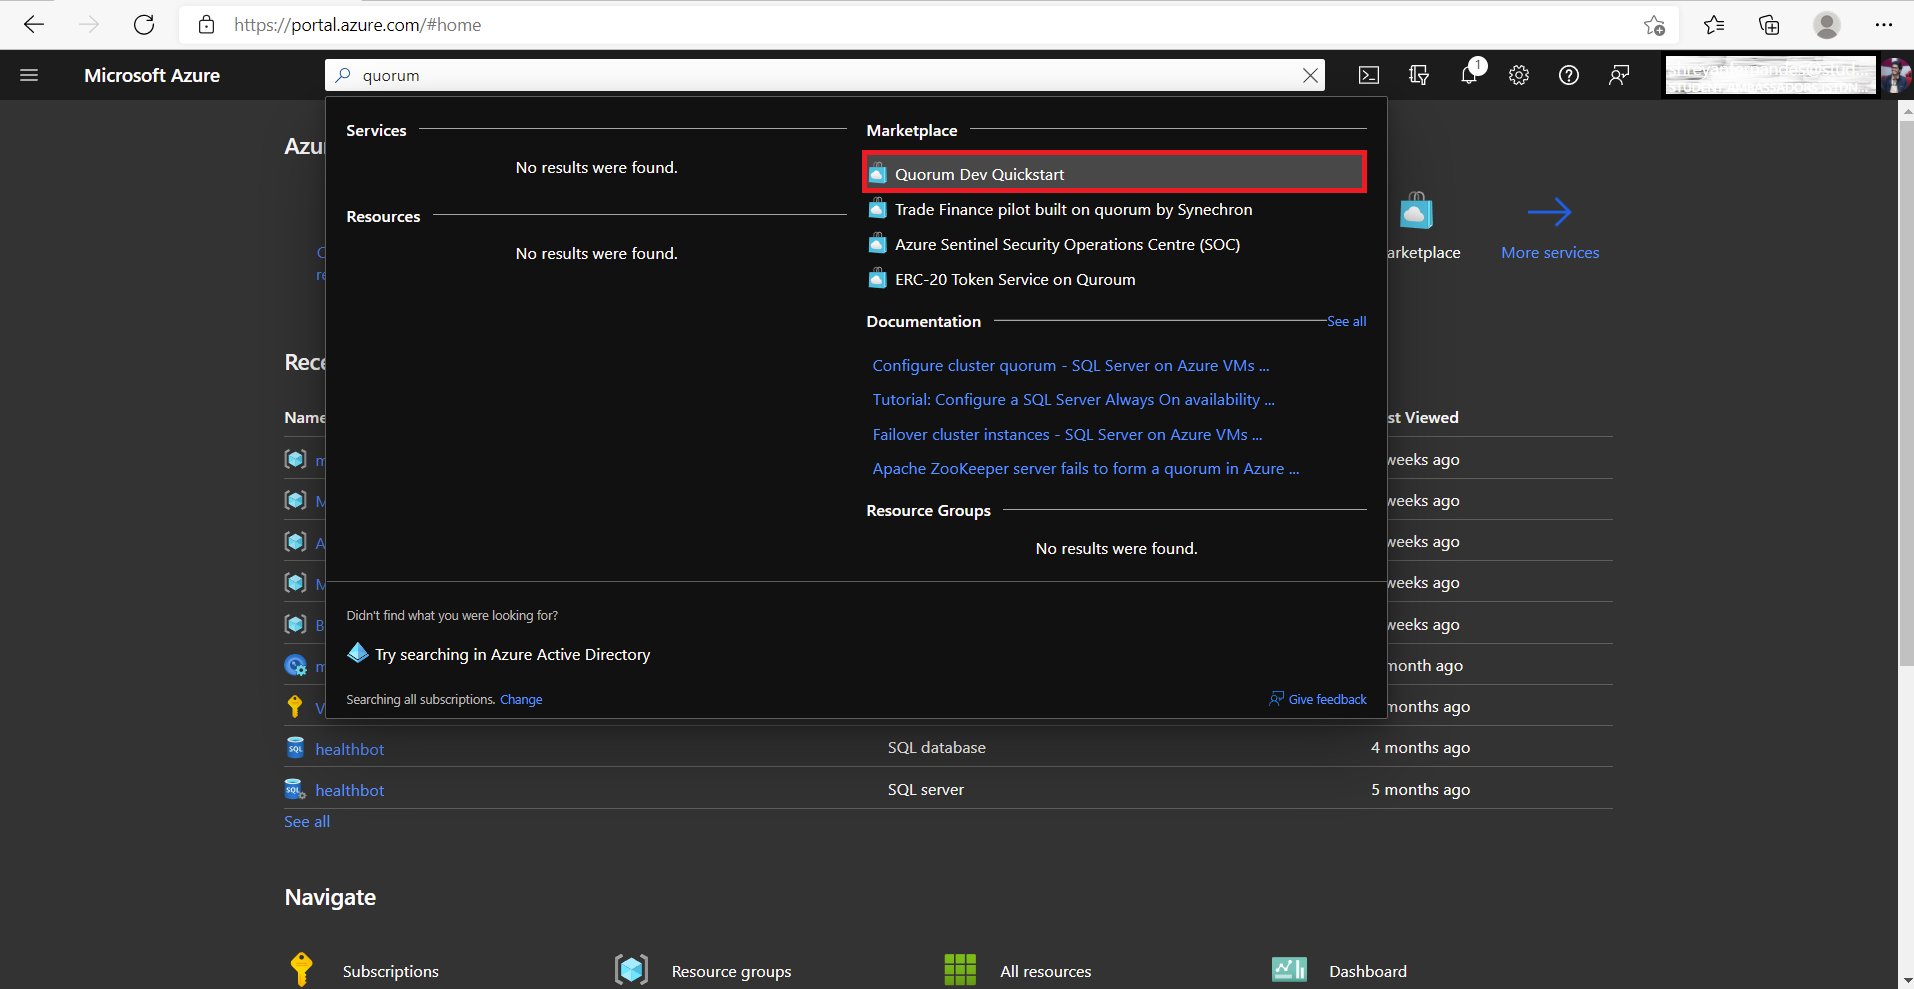 https://portal.azure.com/#home
Microsoft Azure
quorum
1
Services
No results were found.
Resources
No results were found.
Marketplace
Quorum Dev Quickstart
Trade Finance pilot built on quorum by Synechron
Azure Sentinel Security Operations Centre (SOC)
ERC-20 Token Service on Quroum
Documentation
See all
Configure cluster quorum - SQL Server on Azure VMs ...
Tutorial: Configure a SQL Server Always On availability ...
Failover cluster instances - SQL Server on Azure VMs ...
Apache ZooKeeper server fails to form a quorum in Azure ...
Resource Groups
No results were found.
Didn't find what you were looking for?
Try searching in Azure Active Directory
Searching all subscriptions. Change
Give feedback
Azu
arketplace
More services
Rece
Name
st Viewed
m
weeks ago
M
weeks ago
A
weeks ago
M
weeks ago
B
weeks ago
m
month ago
V
months ago
healthbot
SQL database
4 months ago
healthbot
SQL server
5 months ago
See all
Navigate
Subscriptions
Resource groups
All resources
Dashboard